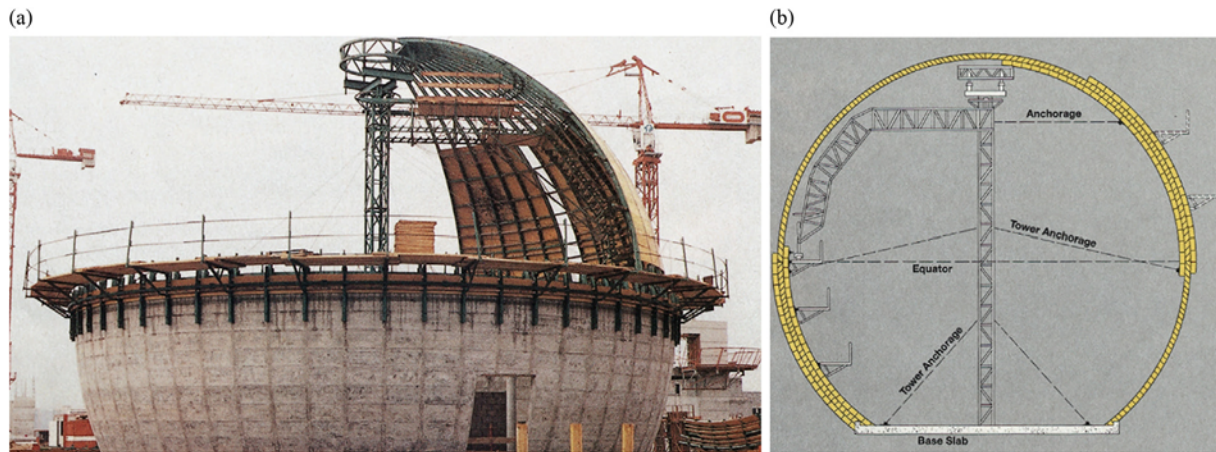 (a)
(b)
Anchorage
Tower Anchorage
Equator
Tower Anchorage
Base Slab